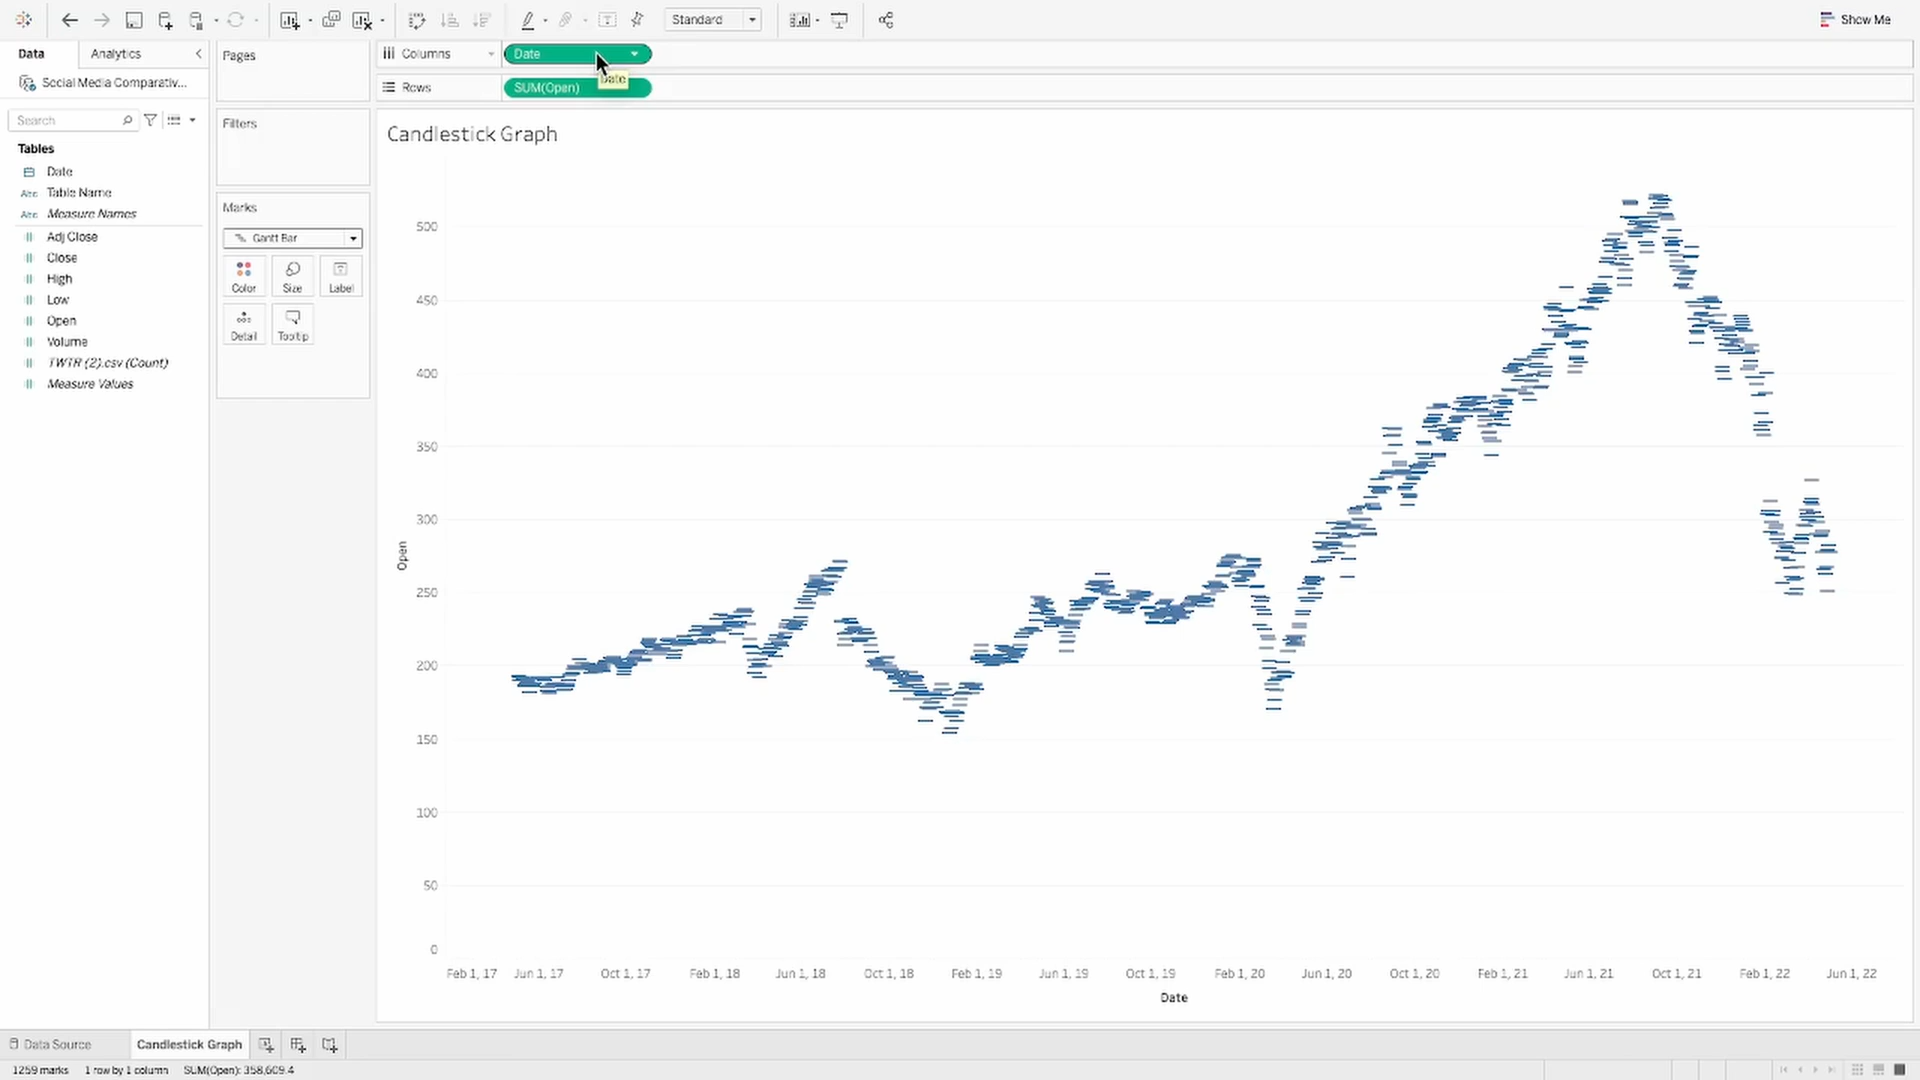 Standard
Show Me
Data
Analytics
Pages
Columns
Date
Date
Social Media Comparativ...
Rows
SUM(Open)
Search
Filters
Candlestick Graph
Tables
Date
Abc Table Name
Abc Measure Names
Adj Close
Close
High
Low
Open
Volume
TWTR (2).csv (Count)
Measure Values
Marks
Gantt Bar
Color
Size
Label
Detail
Tooltip
500
450
400
350
300
250
200
150
100
50
0
Open
Feb 1, 17
Jun 1, 17
Oct 1, 17
Feb 1, 18
Jun 1, 18
Oct 1, 18
Feb 1, 19
Jun 1, 19
Oct 1, 19
Feb 1, 20
Jun 1, 20
Oct 1, 20
Feb 1, 21
Jun 1, 21
Oct 1, 21
Feb 1, 22
Jun 1, 22
Date
Data Source
Candlestick Graph
1259 marks
1 row by 1 column
SUM(Open): 358,609.4